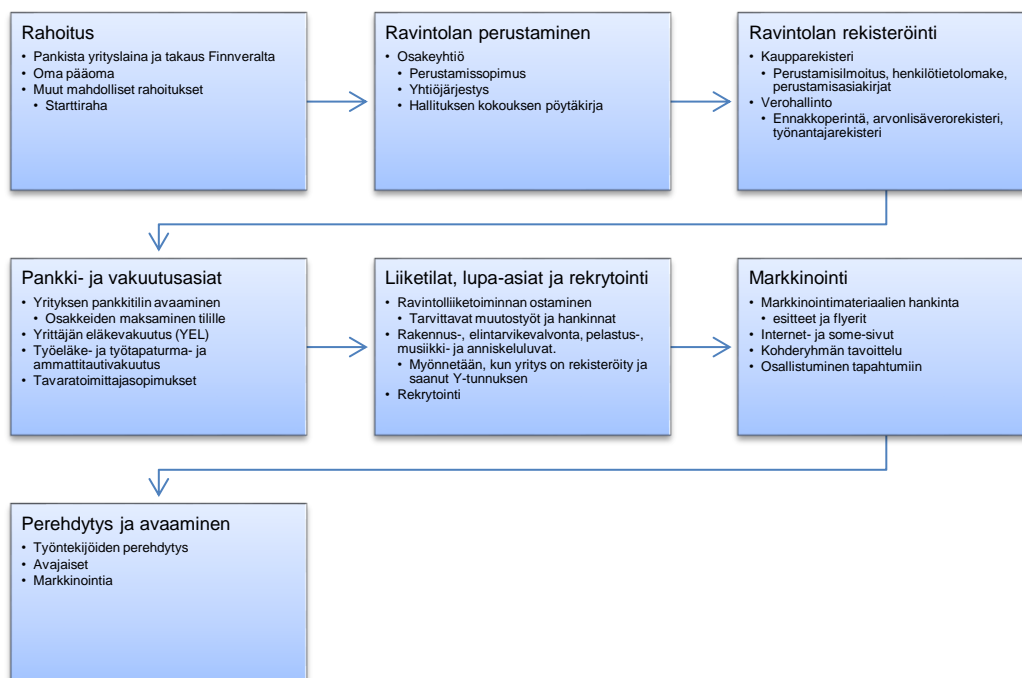 Rahoitus
• Pankista yrityslaina ja takaus Finnveralta
• Oma pääoma
• Muut mahdolliset rahoitukset
• Starttiraha
Ravintolan perustaminen
• Osakeyhtiö
• Perustamissopimus
• Yhtiöjärjestys
• Hallituksen kokouksen pöytäkirja
Ravintolan rekisteröinti
• Kaupparekisteri
• Perustamisilmoitus, henkilötietolomake,
perustamisasiakirjat
• Verohallinto
• Ennakkoperintä, arvonlisäverorekisteri,
työnantajarekisteri
Pankki- ja vakuutusasiat
• Yrityksen pankkitilin avaaminen
• Osakkeiden maksaminen tilille
• Yrittäjän eläkevakuutus (YEL)
• Työeläke- ja työtapaturma- ja
ammattitautivakuutus
• Tavaratoimittajasopimukset
Liiketilat, lupa-asiat ja rekrytointi
• Ravintolliiketoiminnan ostaminen
• Tarvittavat muutostyöt ja hankinnat
• Rakennus-, elintarvikevalvonta, pelastus-,
musiikki- ja anniskeluluvat.
• Myönnetään, kun yritys on rekisteröity ja
saanut Y-tunnuksen
• Rekrytointi
Markkinointi
• Markkinointimateriaalien hankinta
• esitteet ja flyerit
• Internet- ja some-sivut
• Kohderyhmän tavoittelu
• Osallistuminen tapahtumiin
Perehdytys ja avaaminen
• Työntekijöiden perehdytys
• Avajaiset
• Markkinointia